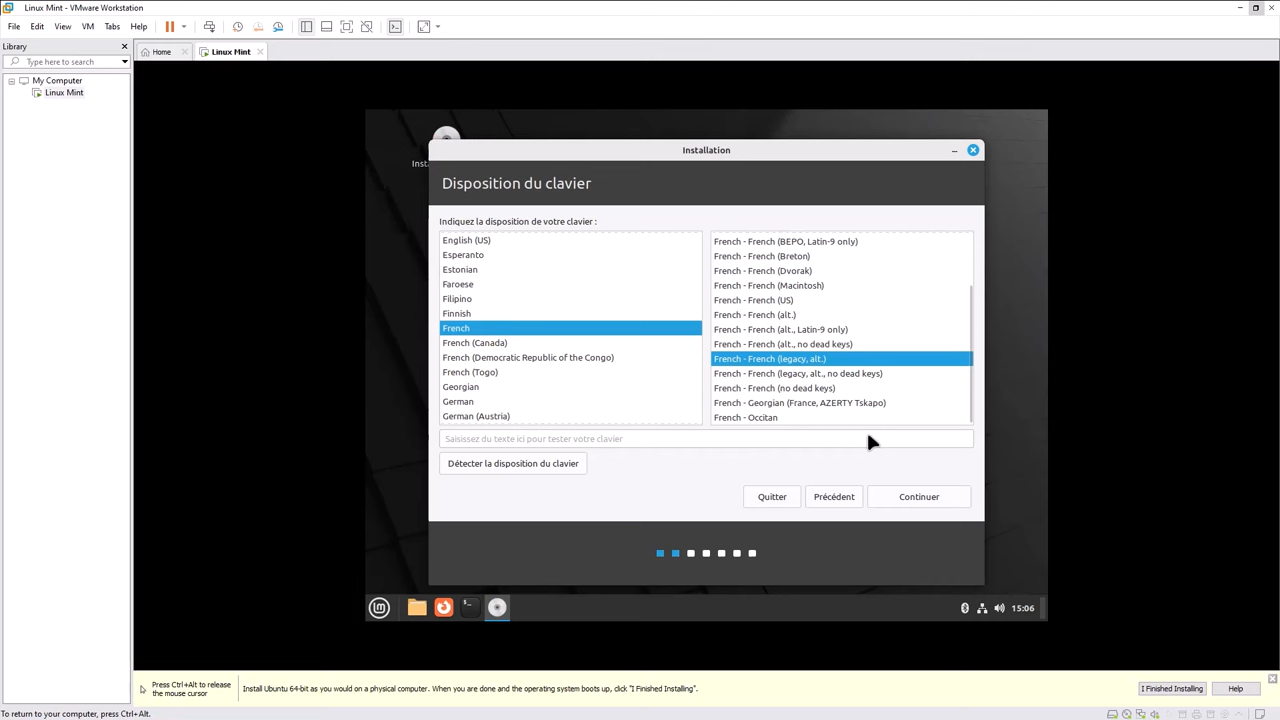 Linux Mint - VMware Workstation
File Edit View VM Tabs Help
Library
Type here to search
My Computer
Linux Mint
Home
Linux Mint
Inst
Installation
Disposition du clavier
Indiquez la disposition de votre clavier :
English (US)
Esperanto
Estonian
Faroese
Filipino
Finnish
French
French (Canada)
French (Democratic Republic of the Congo)
French (Togo)
Georgian
German
German (Austria)
French - French (BEPO, Latin-9 only)
French - French (Breton)
French - French (Dvorak)
French - French (Macintosh)
French - French (US)
French - French (alt.)
French - French (alt., Latin-9 only)
French - French (alt., no dead keys)
French - French (legacy, alt.)
French - French (legacy, alt., no dead keys)
French - French (no dead keys)
French - Georgian (France, AZERTY Tskapo)
French - Occitan
Saisissez du texte ici pour tester votre clavier
Détecter la disposition du clavier
Quitter Précédent Continuer
15:06
Press Ctrl+Alt to release
the mouse cursor
Install Ubuntu 64-bit as you would on a physical computer. When you are done and the operating system boots up, click "I Finished Installing".
I Finished Installing
Help
To return to your computer, press Ctrl+Alt.